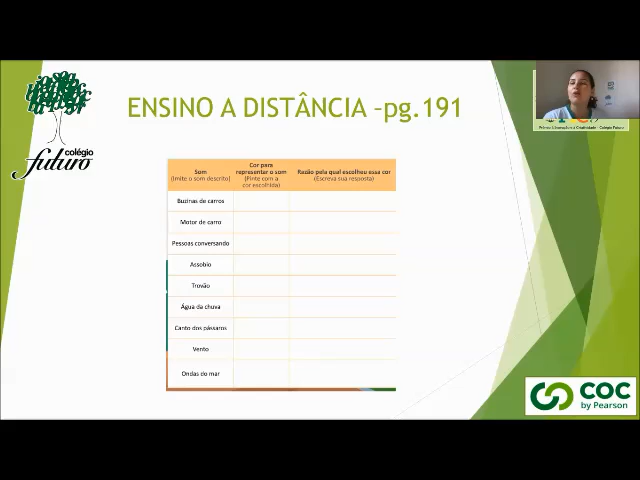 ENSINO A DISTÂNCIA –pg.191
colégio
futuro
Som
(Imite o som descrito)
Cor para
representar o som
(Pinte com a
cor escolhida)
Razão pela qual escolheu essa cor
(Escreva sua resposta)
Buzinas de carros
Motor de carro
Pessoas conversando
Assobio
Trovão
Água da chuva
Canto dos pássaros
Vento
Ondas do mar
COC
by Pearson